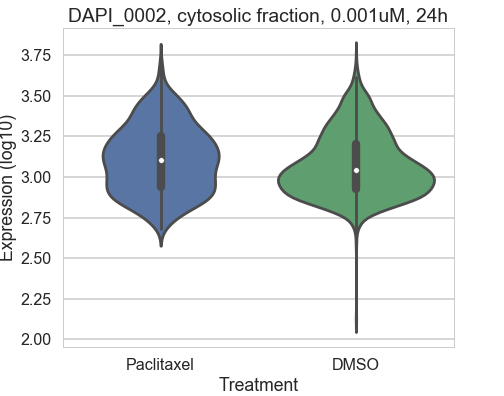 DAPI_0002, cytosolic fraction, 0.001uM, 24h
Expression (log10)
3.75
3.50
3.25
3.00
2.75
2.50
2.25
2.00
Paclitaxel DMSO
Treatment